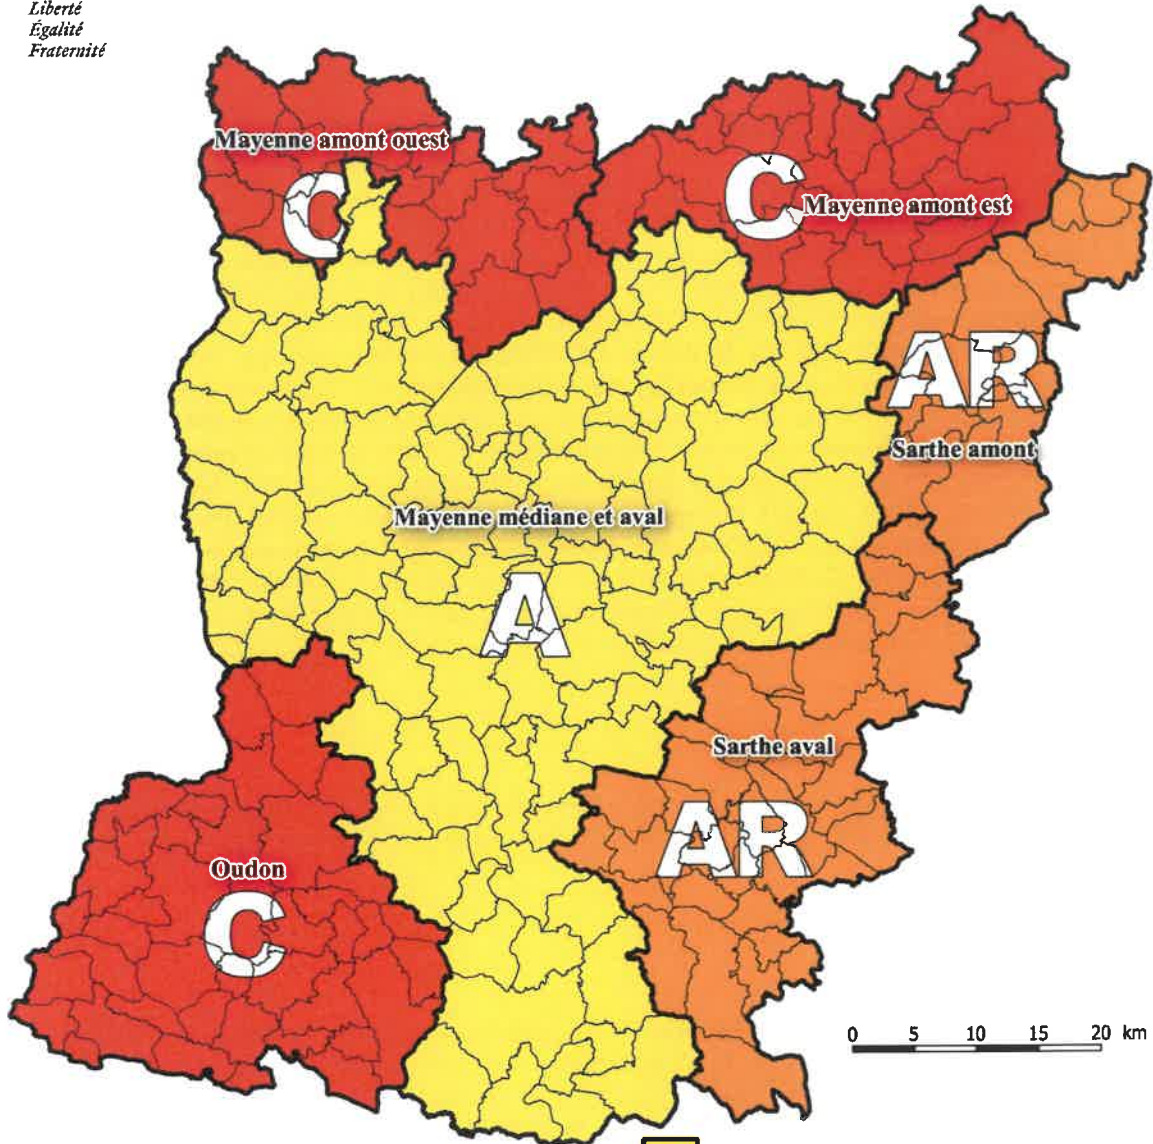 Liberté
Égalité
Fraternité
Mayenne amont ouest
C
C
Mayenne amont est
AR
Sarthe amont
Mayenne médiane et aval
A
Sarthe aval
AR
Oudon
C
0 5 10 15 20 km